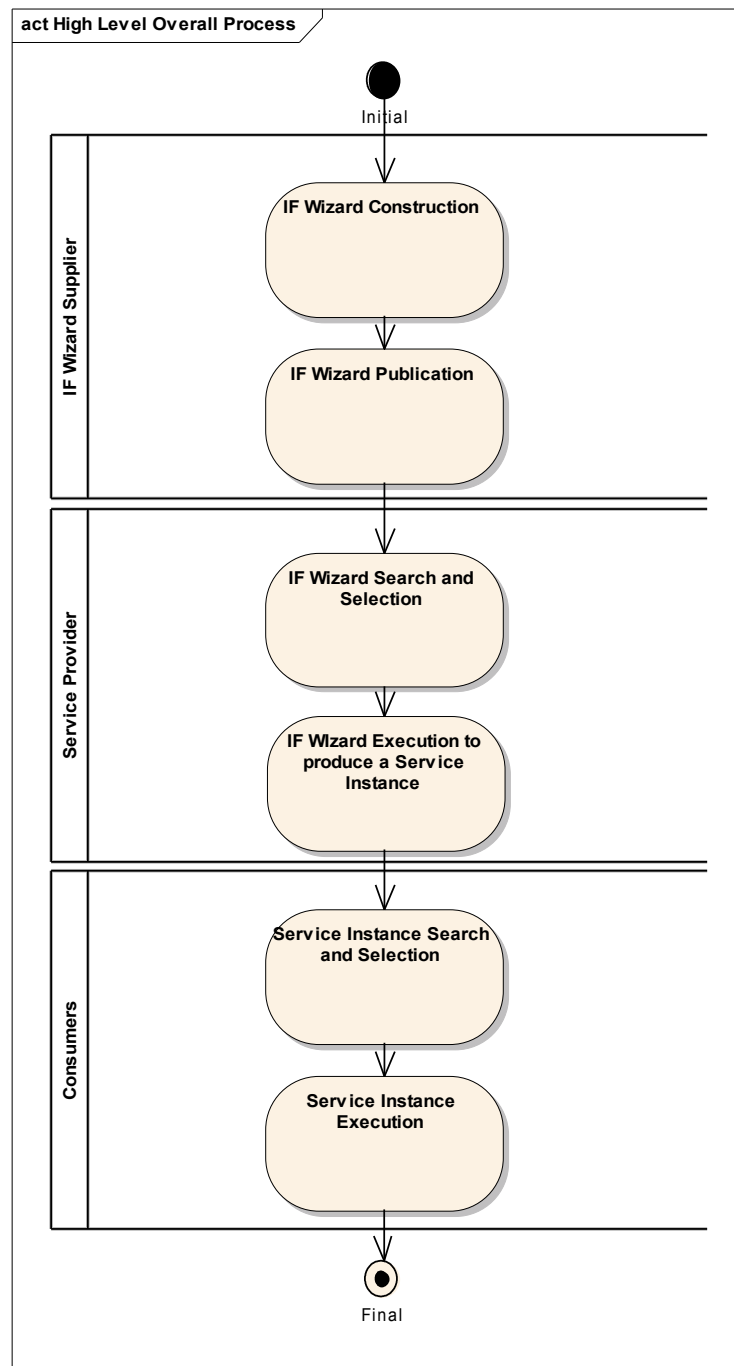 act High Level Overall Process
Initial
IF Wizard Supplier
IF Wizard Construction
IF Wizard Publication
Service Provider
IF Wizard Search and
Selection
IF WIzard Execution to
produce a Service
Instance
Consumers
Service Instance Search
and Selection
Service Instance
Execution
Final